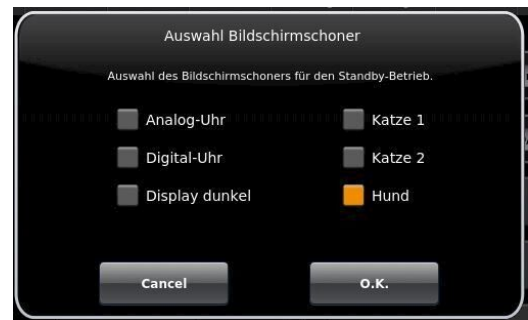 Auswahl Bildschirmschoner
Auswahl des Bildschirmschoners für den Standby-Betrieb.
Analog-Uhr
Katze 1
Digital-Uhr
Katze 2
Display dunkel
Hund
Cancel
O.K.